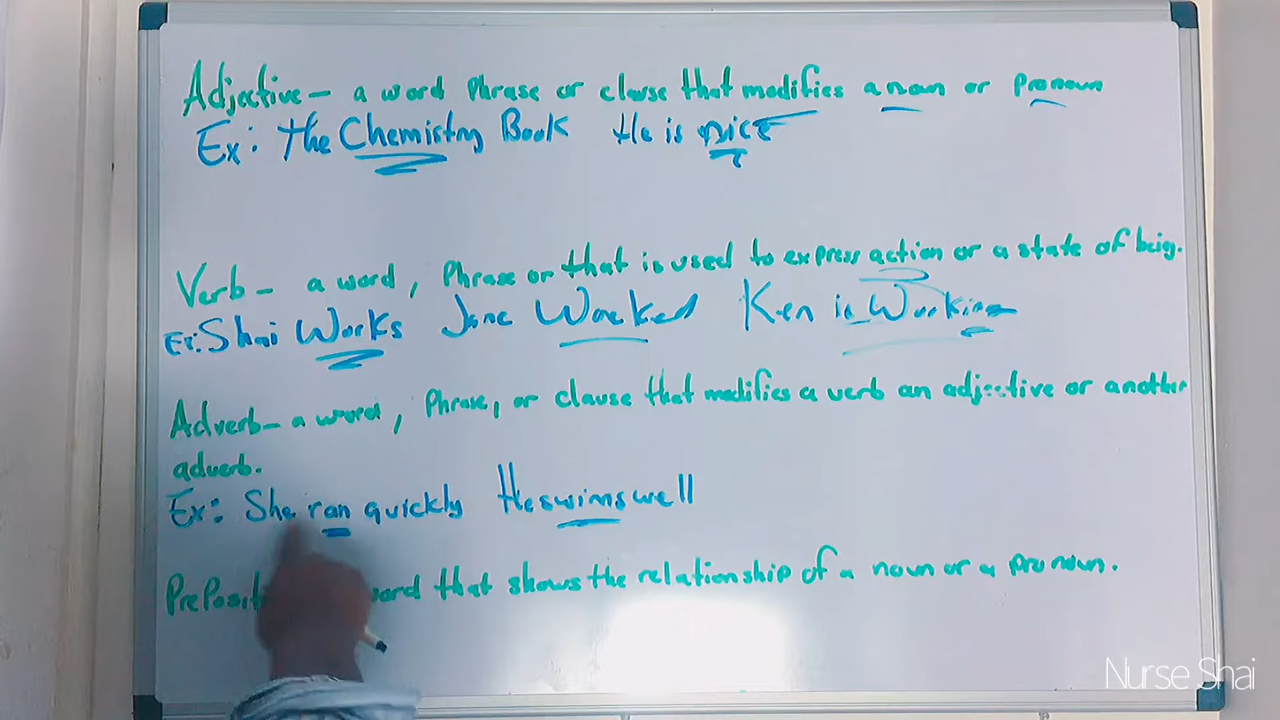 Adjective - a word Phrase or clause that modifies a noun or pronoun
Ex: The Chemistry Book He is nice
Verb - a word, Phrase or that is used to express action or a state of being.
Ex: Shai Works Jane Worked Ken is Working
Adverb - a word, Phrase, or clause that modifies a verb an adjective or another
adverb.
Ex: She ran quickly He swims well
Preposit word that shows the relationship of a noun or a pronoun.
Nurse Shai